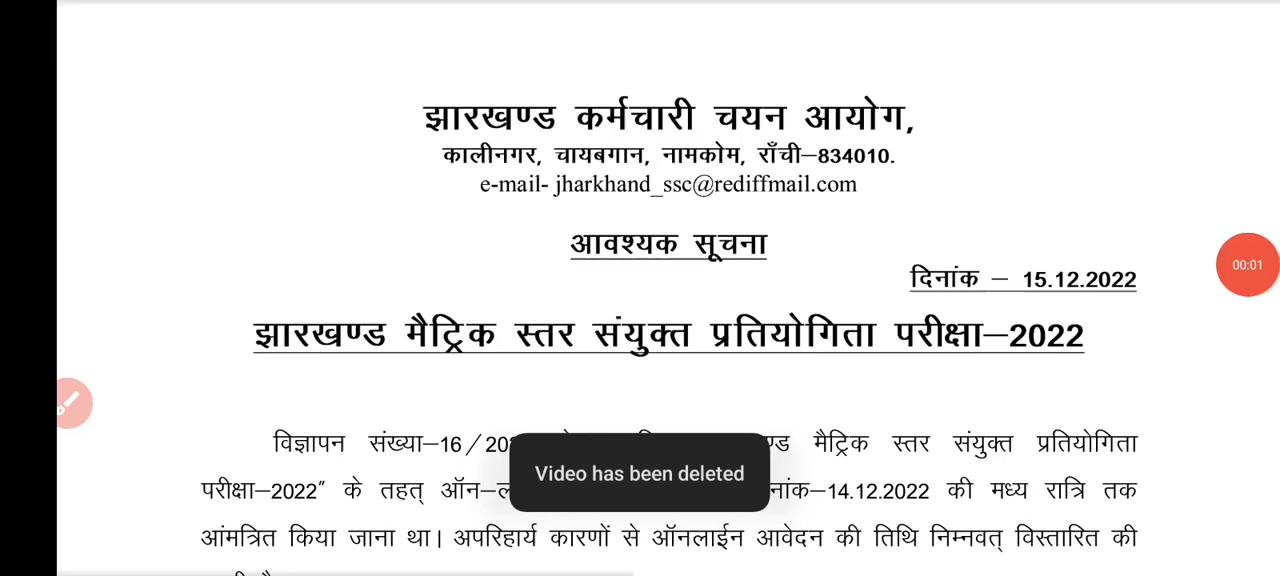 झारखण्ड कर्मचारी चयन आयोग,
कालीनगर, चायबगान, नामकोम, राँची–834010.
e-mail- jharkhand_ssc@rediffmail.com
आवश्यक सूचना
दिनांक – 15.12.2022
00:01
झारखण्ड मैट्रिक स्तर संयुक्त प्रतियोगिता परीक्षा–2022
विज्ञापन संख्या–16/20 मैट्रिक स्तर संयुक्त प्रतियोगिता
Video has been deleted
परीक्षा–2022” के तहत् –14.12.2022 की मध्य रात्रि तक
आंमत्रित किया जाना था। अपरिहार्य कारणों से ऑनलाईन आवेदन की तिथि निम्नवत् विस्तारित की